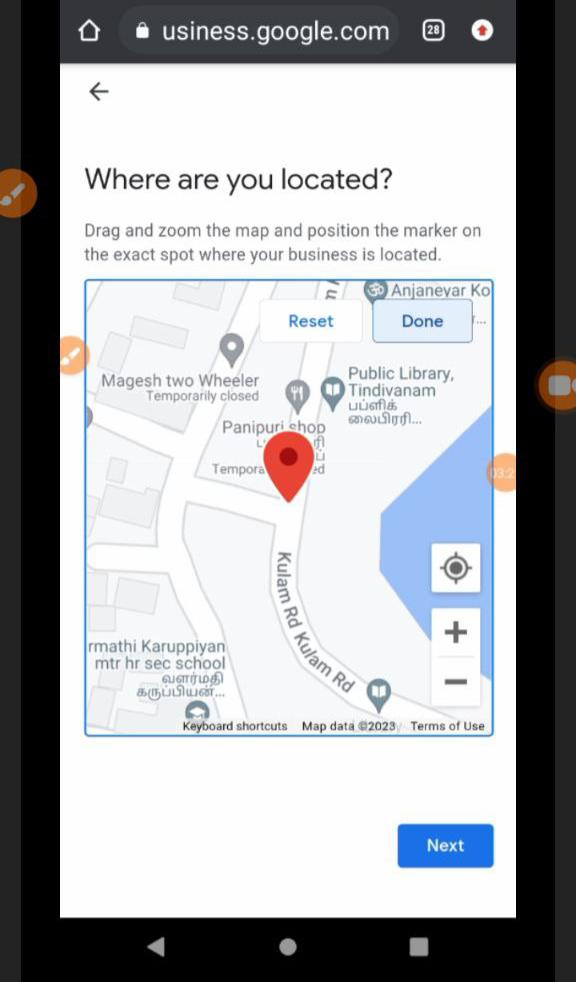 usiness.google.com
28
Where are you located?
Drag and zoom the map and position the marker on
the exact spot where your business is located.
Anjaneyar Ko
Reset
Done
Magesh two Wheeler
Temporarily closed
Public Library,
Tindivanam
பப்ளிக்
லைபிரரி...
Panipuri shop
Tempora
ed
03:2
Kulam Rd Kulam Rd
rmathi Karuppiyan
mtr hr sec school
வளர்மதி
கருப்பியன்...
Keyboard shortcuts
Map data ©2023
Terms of Use
Next